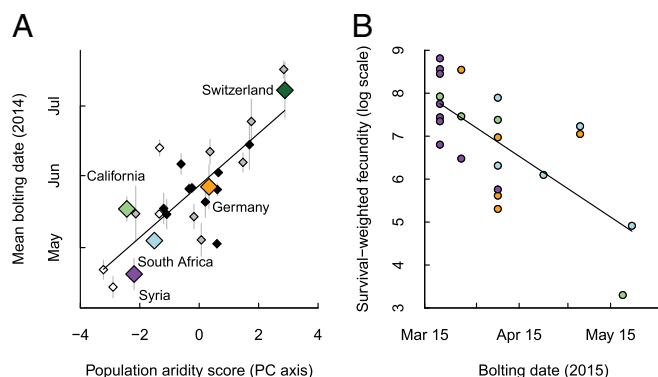 A
Mean bolting date (2014)
Jul
Jun
May
Switzerland
California
Germany
South Africa
Syria
−4 −2 0 2 4
Population aridity score (PC axis)
B
Survival−weighted fecundity (log scale)
9
8
7
6
5
4
3
Mar 15 Apr 15 May 15
Bolting date (2015)